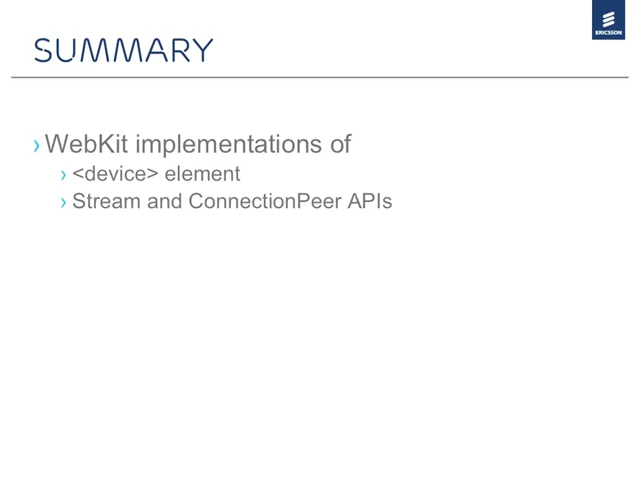 ERICSSON
SUMMARY
› WebKit implementations of
› <device> element
› Stream and ConnectionPeer APIs